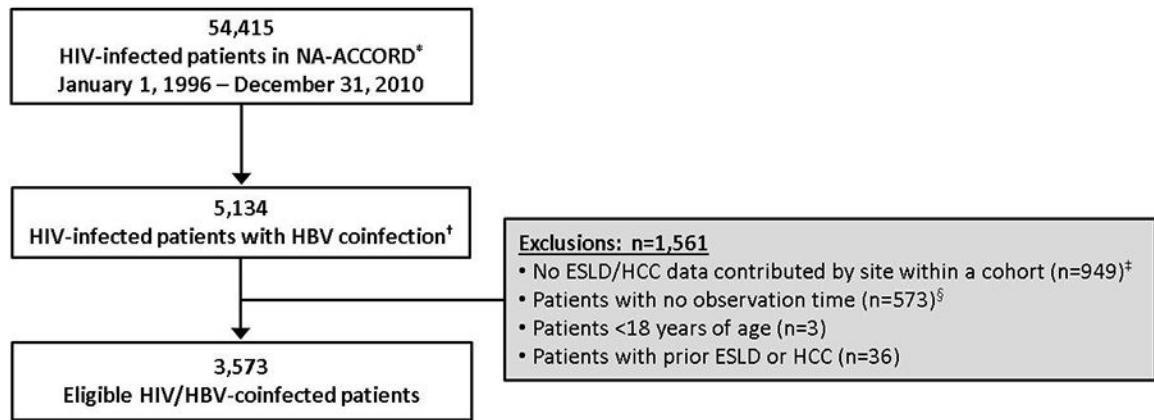 54,415
HIV-infected patients in NA-ACCORD*
January 1, 1996 – December 31, 2010
5,134
HIV-infected patients with HBV coinfection†
Exclusions: n=1,561
• No ESLD/HCC data contributed by site within a cohort (n=949)‡
• Patients with no observation time (n=573)§
• Patients <18 years of age (n=3)
• Patients with prior ESLD or HCC (n=36)
3,573
Eligible HIV/HBV-coinfected patients